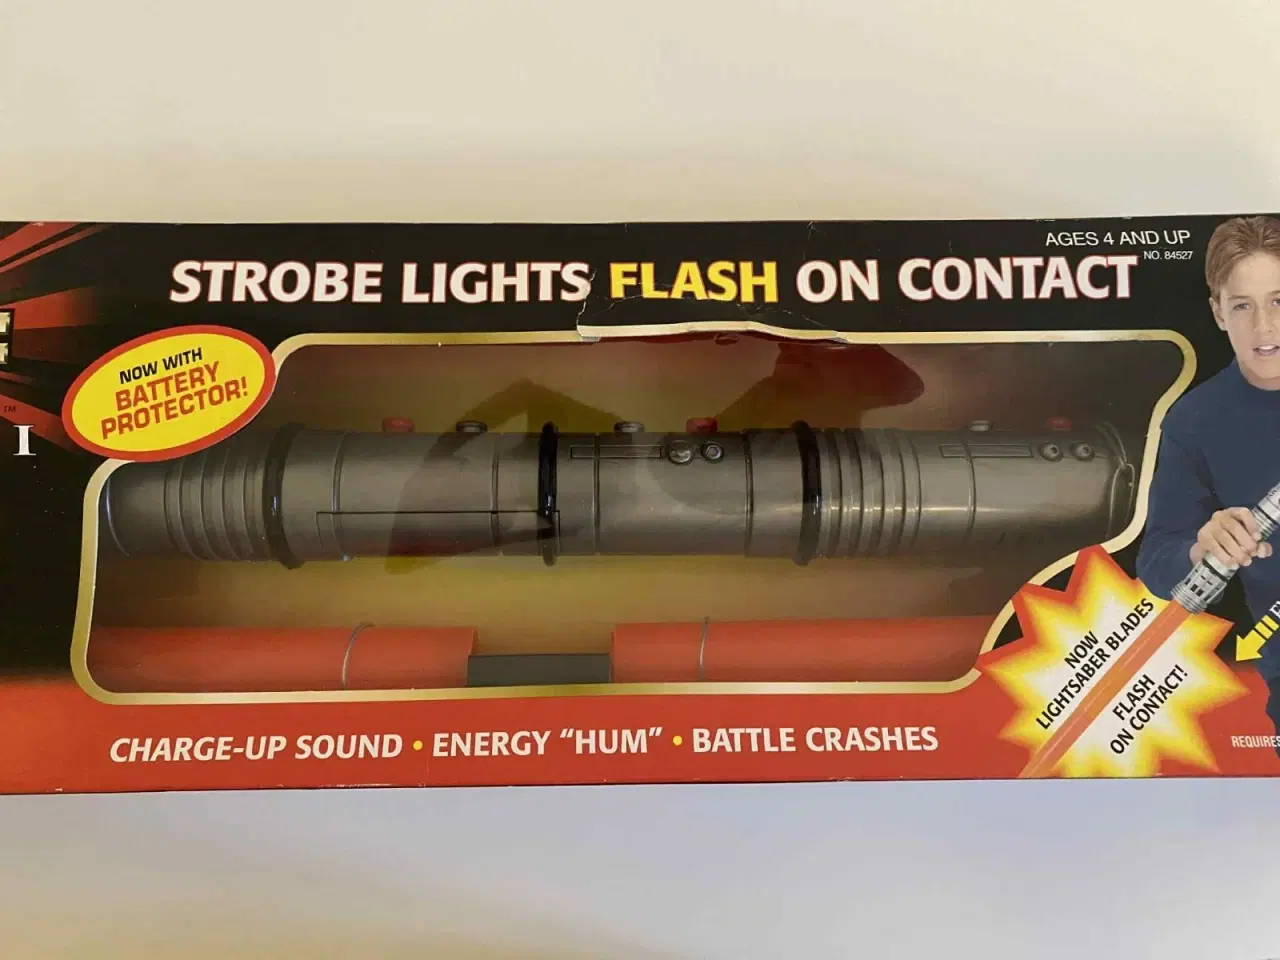 AGES 4 AND UP
NO. 84527
STROBE LIGHTS FLASH ON CONTACT
NOW WITH
BATTERY
PROTECTOR!
TM
I
NOW
LIGHTSABER BLADES
FLASH
ON CONTACT!
CHARGE-UP SOUND • ENERGY “HUM” • BATTLE CRASHES
REQUIRES